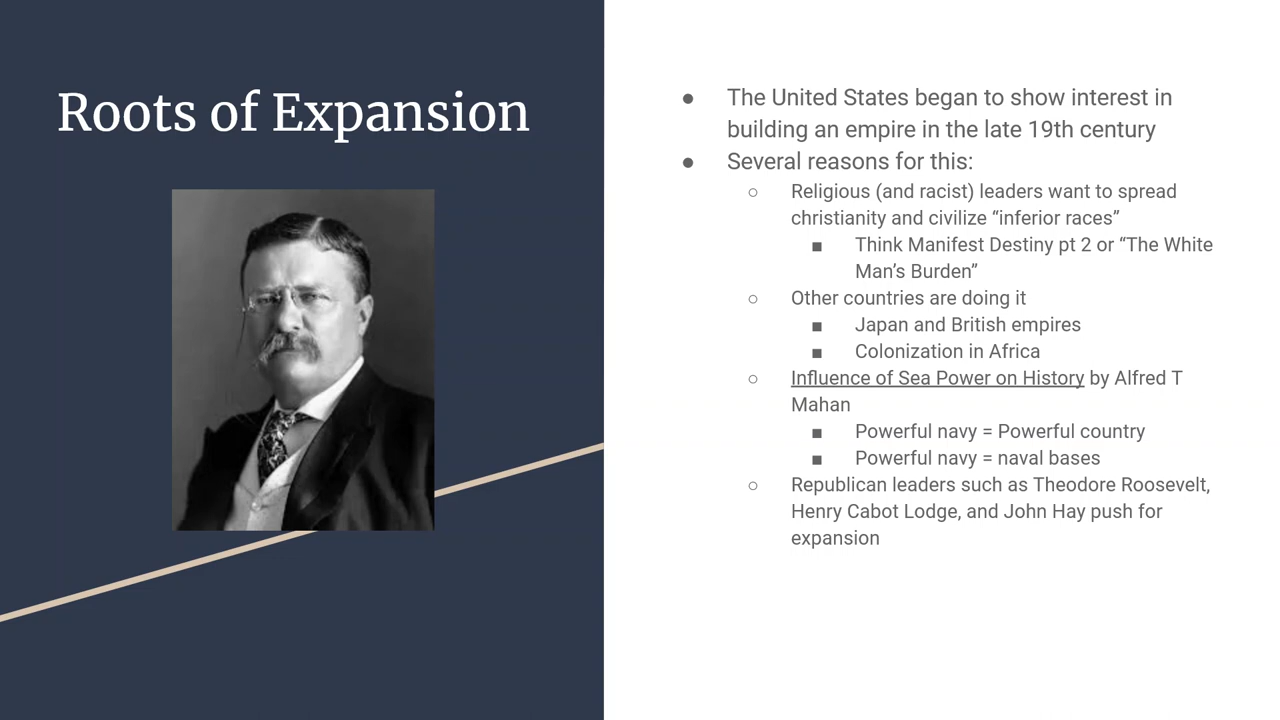 Roots of Expansion
● The United States began to show interest in
building an empire in the late 19th century
● Several reasons for this:
○ Religious (and racist) leaders want to spread
christianity and civilize “inferior races”
■ Think Manifest Destiny pt 2 or “The White
Man’s Burden”
○ Other countries are doing it
■ Japan and British empires
■ Colonization in Africa
○ Influence of Sea Power on History by Alfred T
Mahan
■ Powerful navy = Powerful country
■ Powerful navy = naval bases
○ Republican leaders such as Theodore Roosevelt,
Henry Cabot Lodge, and John Hay push for
expansion